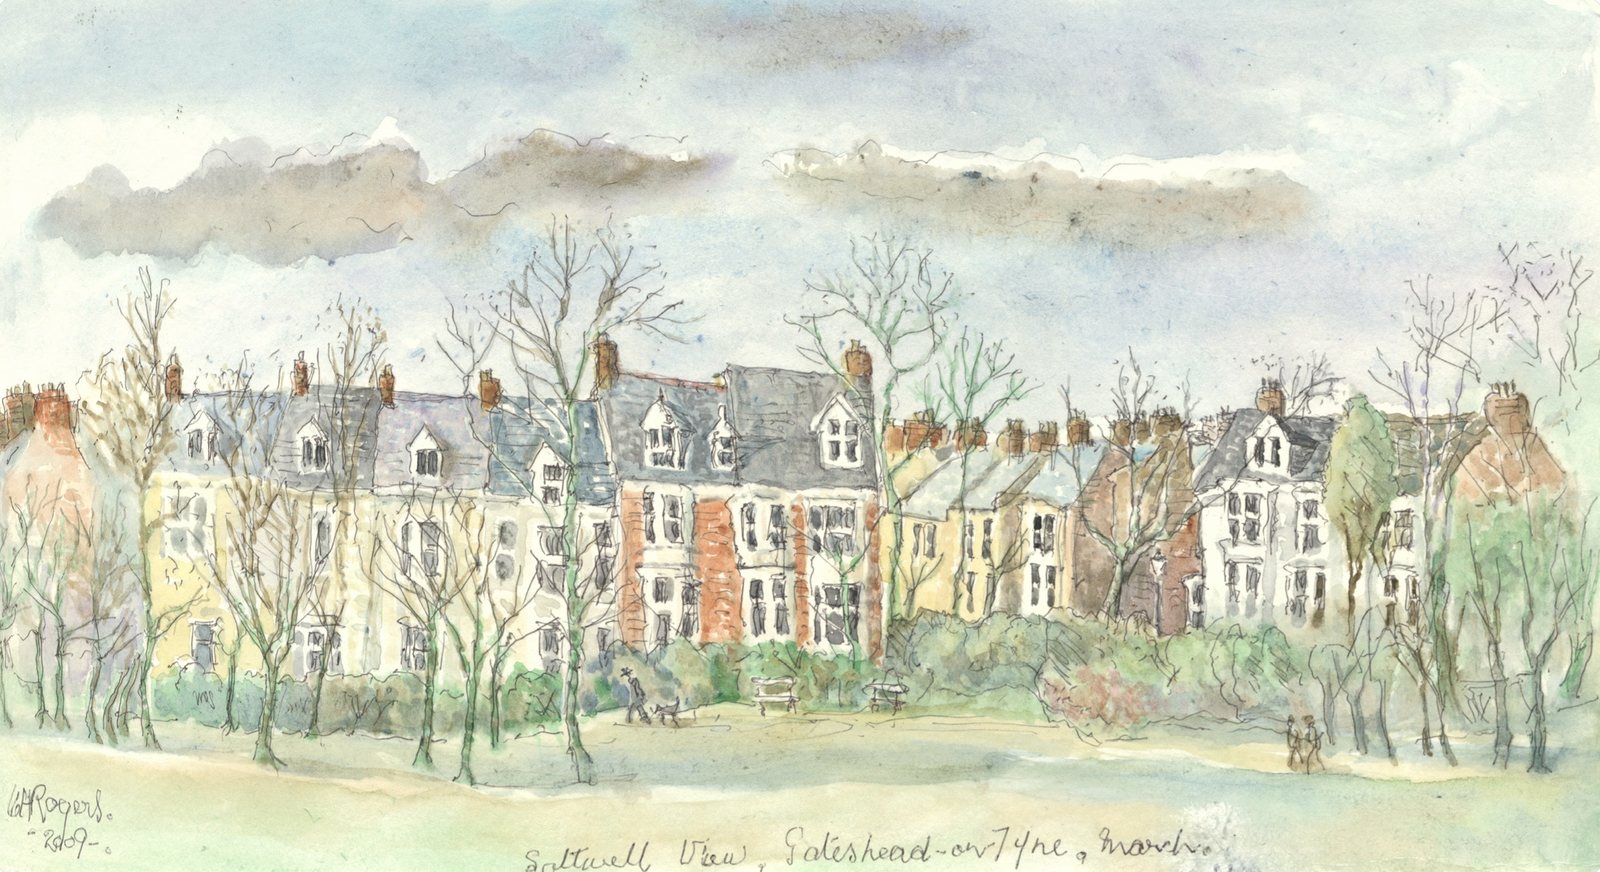 Rogers.
2009-.
Saltwell View, Gateshead-on-Tyne, March.